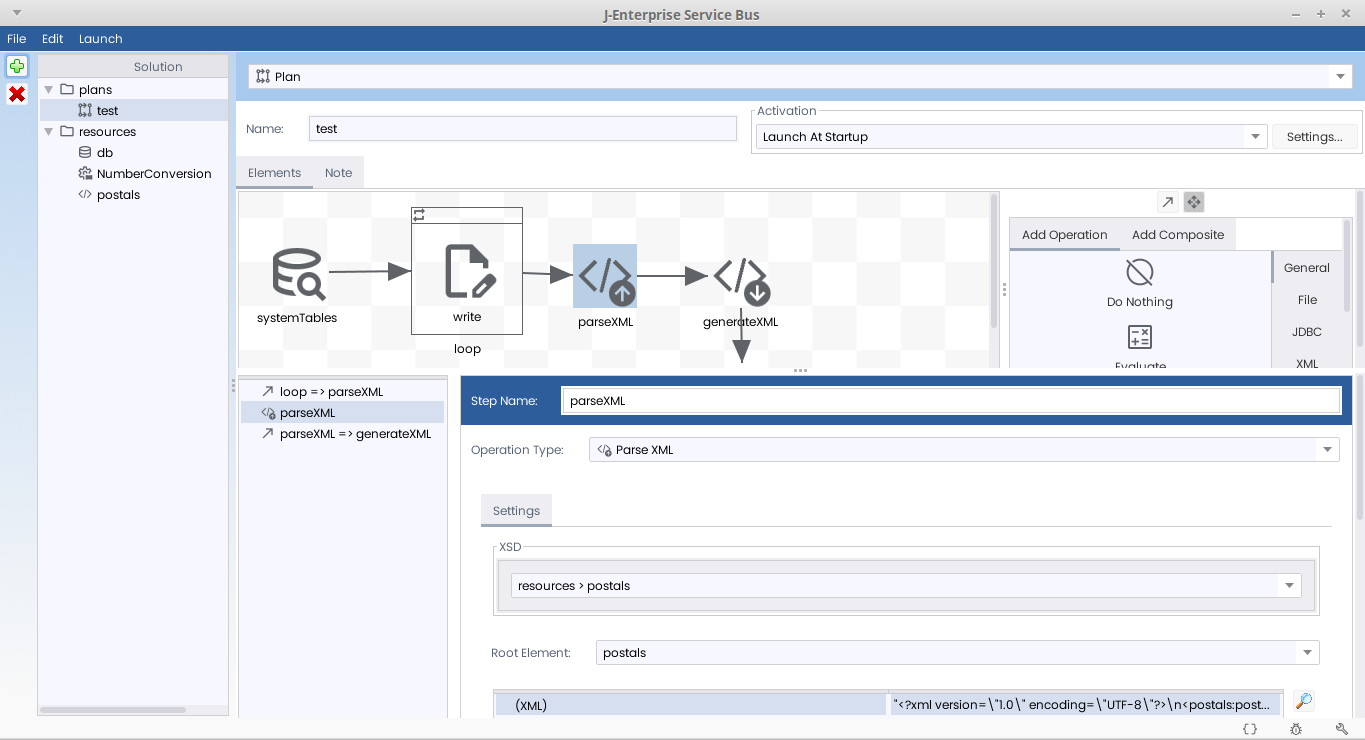 J-Enterprise Service Bus
File Edit Launch
Solution
plans
test
resources
db
NumberConversion
postals
Plan
Name: test
Activation
Launch At Startup Settings...
Elements Note
systemTables
write
loop
parseXML
generateXML
Add Operation Add Composite
Do Nothing
Evaluate
General
File
JDBC
XML
loop => parseXML
parseXML
parseXML => generateXML
Step Name: parseXML
Operation Type: Parse XML
Settings
XSD
resources > postals
Root Element: postals
(XML) "<?xml version=\"1.0\" encoding=\"UTF-8\"?>\n<postals:post...